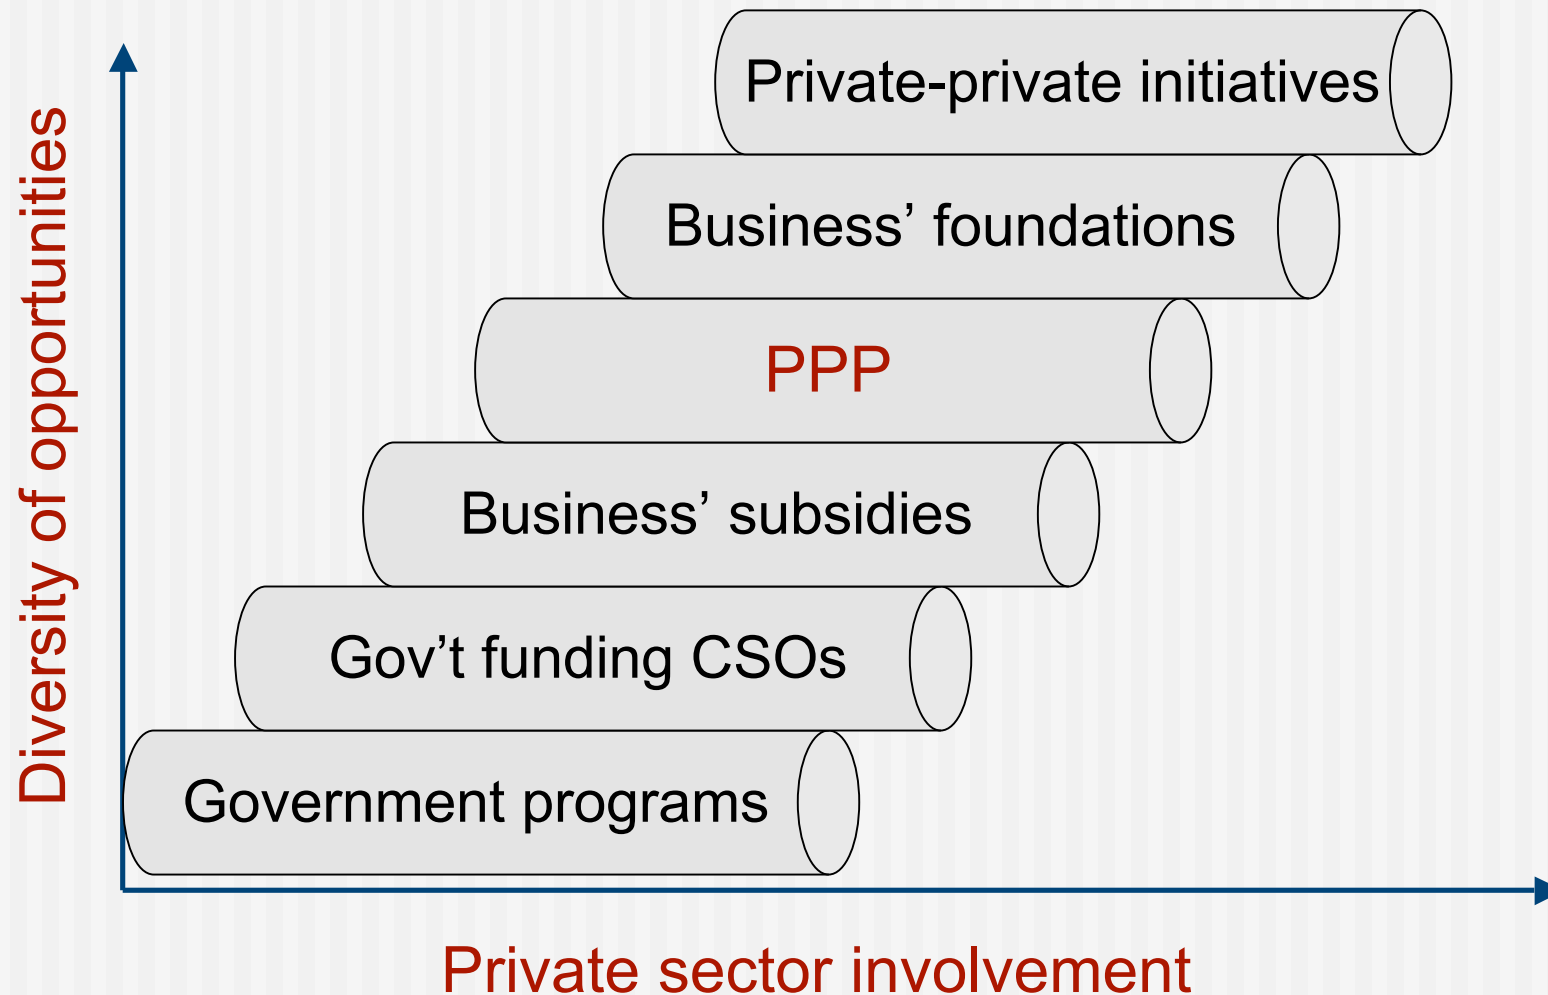 Diversity of opportunities
Private-private initiatives
Business’ foundations
PPP
Business’ subsidies
Gov’t funding CSOs
Government programs
Private sector involvement